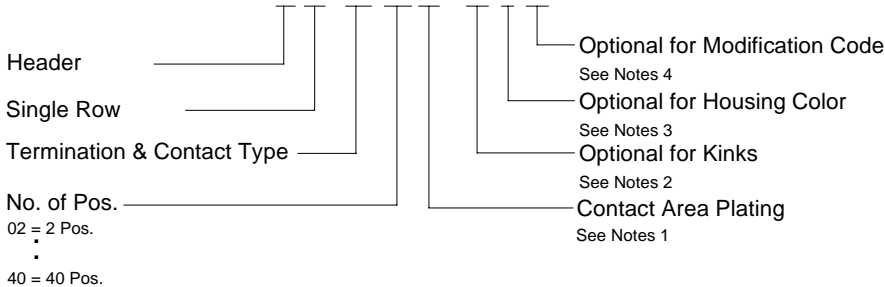 Header
Single Row
Termination & Contact Type
No. of Pos.
02 = 2 Pos.
.
.
40 = 40 Pos.
Optional for Modification Code
See Notes 4
Optional for Housing Color
See Notes 3
Optional for Kinks
See Notes 2
Contact Area Plating
See Notes 1